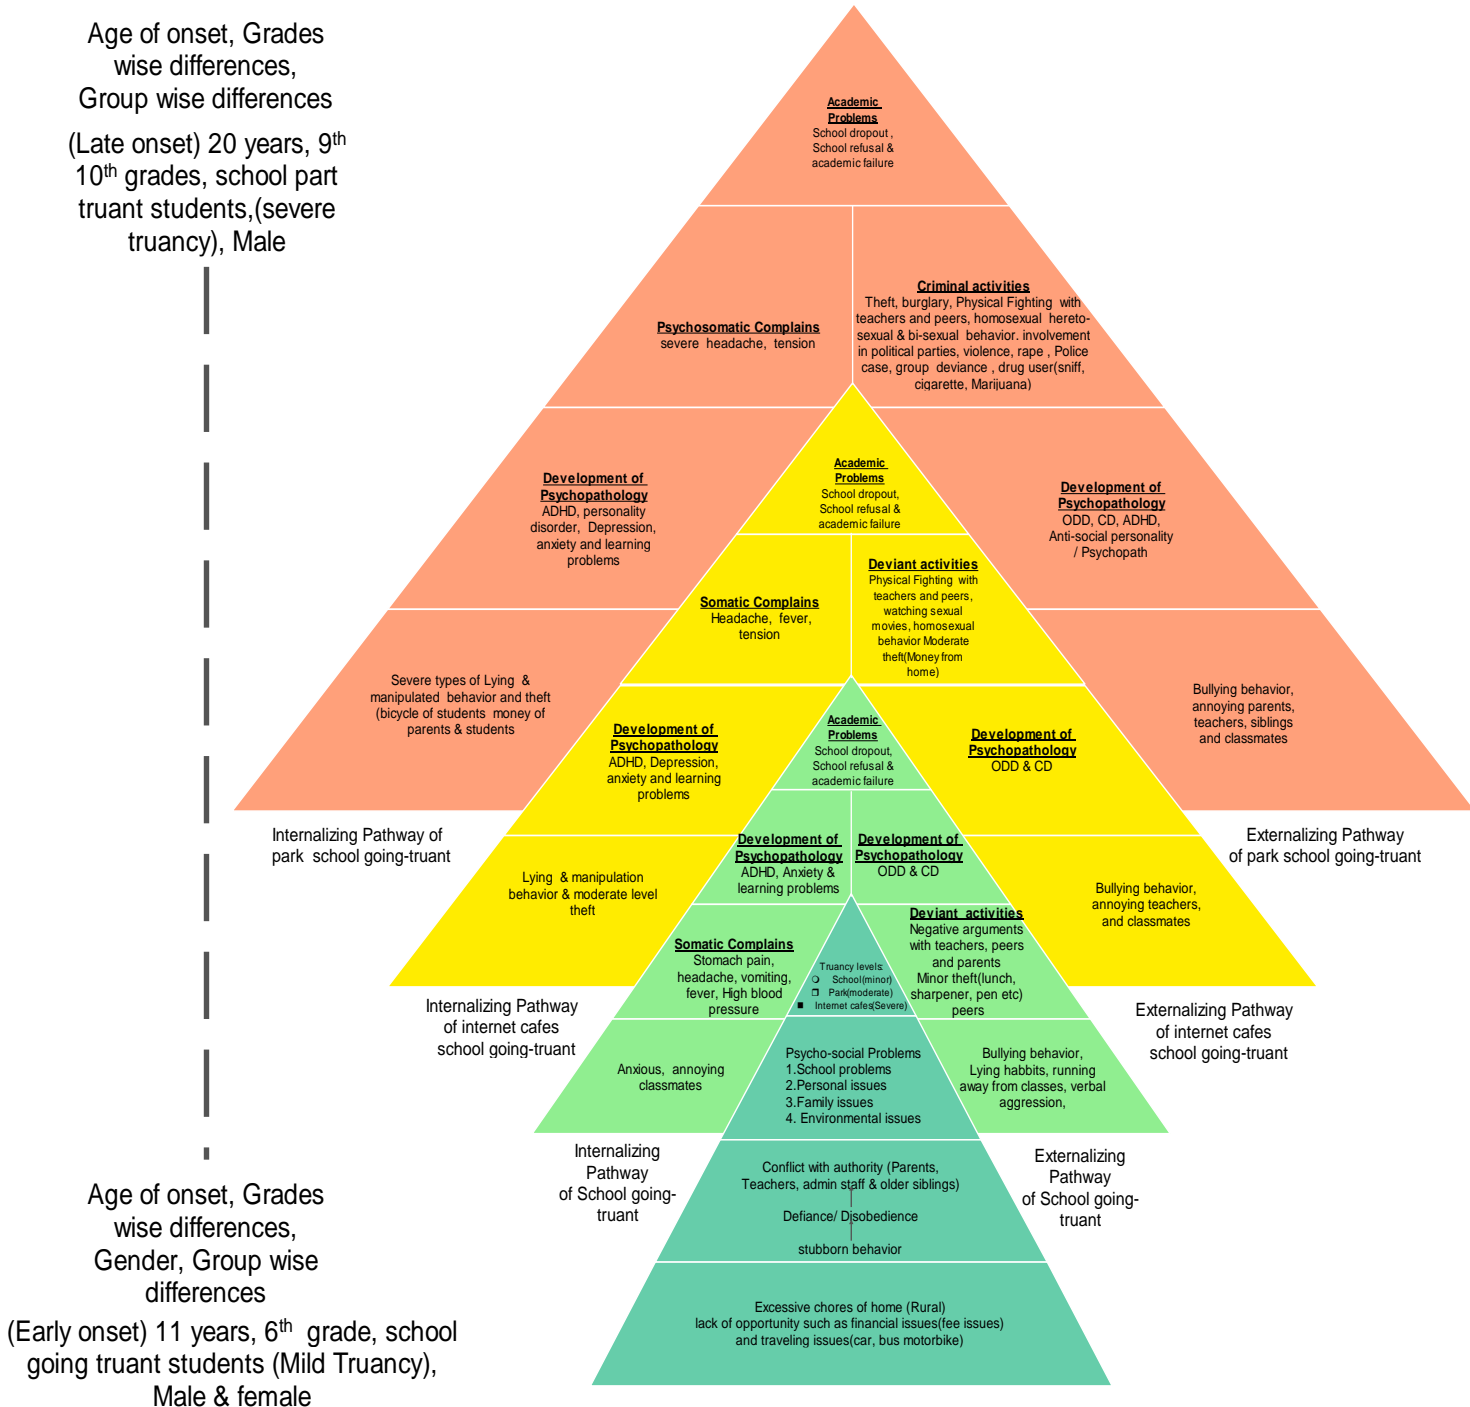 Age of onset, Grades
wise differences,
Group wise differences
(Late onset) 20 years, 9th
10th grades, school part
truant students,(severe
truancy), Male
Academic
Problems
School dropout ,
School refusal &
academic failure
Psychosomatic Complains
severe headache, tension
Criminal activities
Theft, burglary, Physical Fighting with
teachers and peers, homosexual hereto-
sexual & bi-sexual behavior. involvement
in political parties, violence, rape , Police
case, group deviance , drug user(sniff,
cigarette, Marijuana)
Development of
Psychopathology
ADHD, personality
disorder, Depression,
anxiety and learning
problems
Academic
Problems
School dropout,
School refusal &
academic failure
Development of
Psychopathology
ODD, CD, ADHD,
Anti-social personality
/ Psychopath
Somatic Complains
Headache, fever,
tension
Deviant activities
Physical Fighting with
teachers and peers,
watching sexual
movies, homosexual
behavior Moderate
theft(Money from
home)
Severe types of Lying &
manipulated behavior and theft
(bicycle of students money of
parents & students
Bullying behavior,
annoying parents,
teachers, siblings
and classmates
Development of
Psychopathology
ADHD, Depression,
anxiety and learning
problems
Academic
Problems
School dropout,
School refusal &
academic failure
Development of
Psychopathology
ODD & CD
Internalizing Pathway of
park school going-truant
Externalizing Pathway
of park school going-truant
Development of
Psychopathology
ADHD, Anxiety &
learning problems
Development of
Psychopathology
ODD & CD
Lying & manipulation
behavior & moderate level
theft
Bullying behavior,
annoying teachers,
and classmates
Somatic Complains
Stomach pain,
headache, vomiting,
fever, High blood
pressure
Truancy levels:
School(minor)
Park(moderate)
Internet cafes(Severe)
Deviant activities
Negative arguments
with teachers, peers
and parents
Minor theft(lunch,
sharpener, pen etc)
peers
Internalizing Pathway
of internet cafes
school going-truant
Externalizing Pathway
of internet cafes
school going-truant
Anxious, annoying
classmates
Psycho-social Problems
1.School problems
2.Personal issues
3.Family issues
4. Environmental issues
Bullying behavior,
Lying habbits, running
away from classes, verbal
aggression,
Internalizing
Pathway
of School going-
truant
Externalizing
Pathway
of School going-
truant
Conflict with authority (Parents,
Teachers, admin staff & older siblings)
Defiance/ Disobedience
stubborn behavior
Age of onset, Grades
wise differences,
Gender, Group wise
differences
(Early onset) 11 years, 6th grade, school
going truant students (Mild Truancy),
Male & female
Excessive chores of home (Rural)
lack of opportunity such as financial issues(fee issues)
and traveling issues(car, bus motorbike)